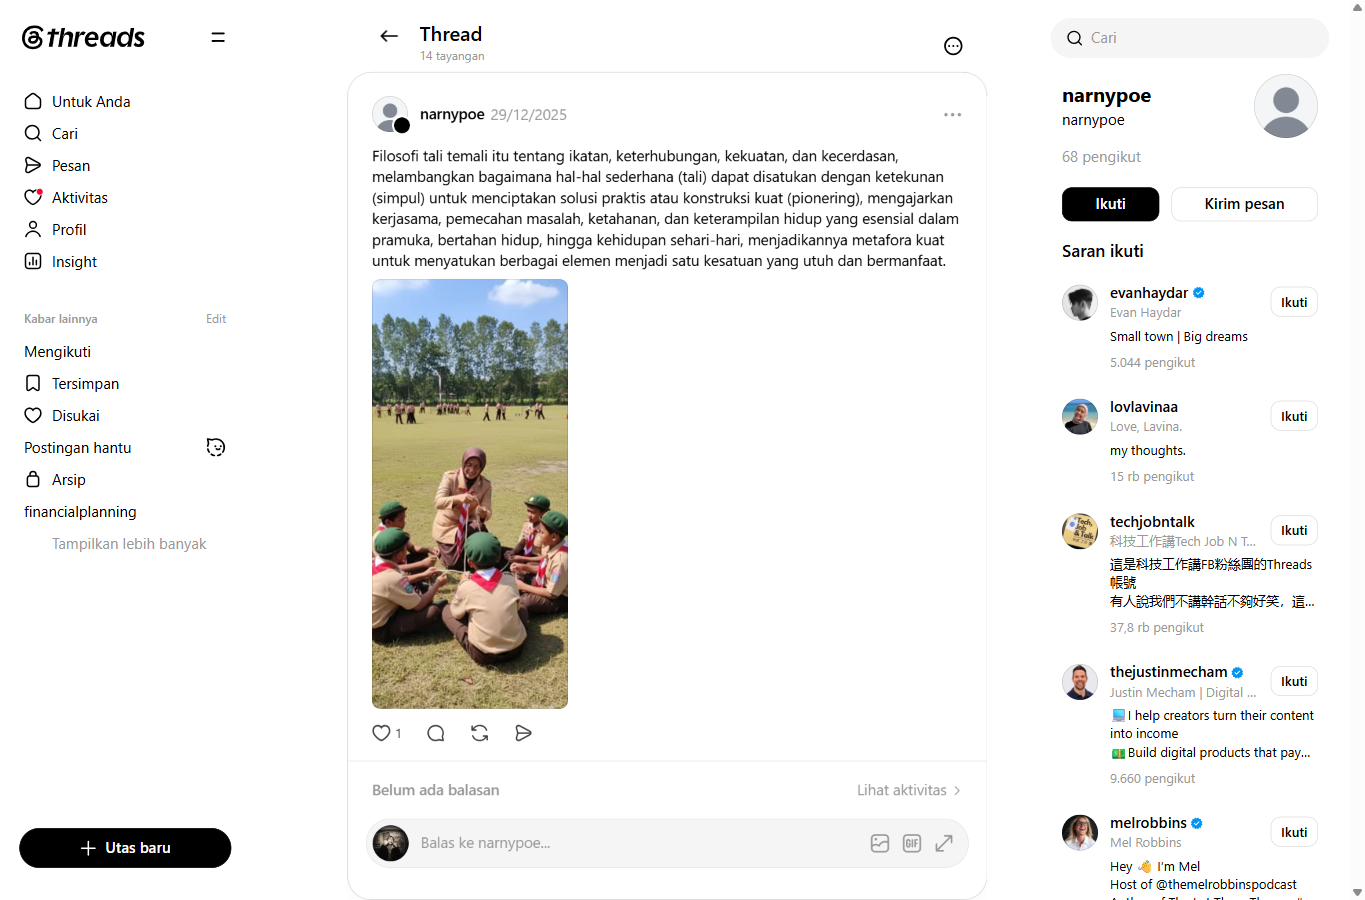 threads
Untuk Anda
Cari
Pesan
Aktivitas
Profil
Insight
Kabar lainnya
Edit
Mengikuti
Tersimpan
Disukai
Postingan hantu
Arsip
financialplanning
Tampilkan lebih banyak
Utas baru
Thread
14 tayangan
narnypoe 29/12/2025
Filosofi tali temali itu tentang ikatan, keterhubungan, kekuatan, dan kecerdasan,
melambangkan bagaimana hal-hal sederhana (tali) dapat disatukan dengan ketekunan
(simpul) untuk menciptakan solusi praktis atau konstruksi kuat (pionering), mengajarkan
kerjasama, pemecahan masalah, ketahanan, dan keterampilan hidup yang esensial dalam
pramuka, bertahan hidup, hingga kehidupan sehari-hari, menjadikannya metafora kuat
untuk menyatukan berbagai elemen menjadi satu kesatuan yang utuh dan bermanfaat.
1
Belum ada balasan
Lihat aktivitas
Balas ke narnypoe...
GIF
Cari
narnypoe
narnypoe
68 pengikut
Ikuti
Kirim pesan
Saran ikuti
evanhaydar
Evan Haydar
Ikuti
Small town | Big dreams
5.044 pengikut
lovlavinaa
Love, Lavina.
Ikuti
my thoughts.
15 rb pengikut
Tech
Job
& Talk
techjobntalk
科技工作講Tech Job N T...
Ikuti
這是科技工作講FB粉絲團的Threads
帳號
有人說我們不講幹話不夠好笑，這...
37,8 rb pengikut
thejustinmecham
Justin Mecham | Digital ...
Ikuti
I help creators turn their content
into income
Build digital products that pay...
9.660 pengikut
melrobbins
Mel Robbins
Ikuti
Hey 👋 I'm Mel
Host of @themelrobbinspodcast